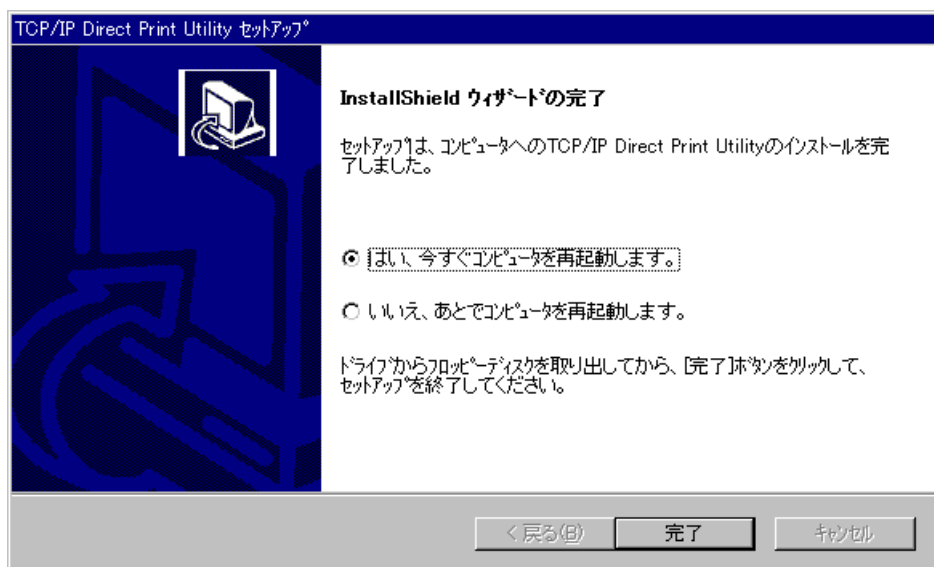 TCP/IP Direct Print Utility ｾｯﾄｱｯﾌﾟ
InstallShield ｳｨｻﾞｰﾄﾞの完了
ｾｯﾄｱｯﾌﾟは、ｺﾝﾋﾟｭｰﾀへのTCP/IP Direct Print Utilityのｲﾝｽﾄｰﾙを完
了しました。
はい、今すぐｺﾝﾋﾟｭｰﾀを再起動します。
いいえ、あとでｺﾝﾋﾟｭｰﾀを再起動します。
ﾄﾞﾗｲﾌﾞからﾌﾛｯﾋﾟｰﾃﾞｨｽｸを取り出してから、[完了]ﾎﾞﾀﾝをｸﾘｯｸして、
ｾｯﾄｱｯﾌﾟを終了してください。
< 戻る(B)
完了
ｷｬﾝｾﾙ